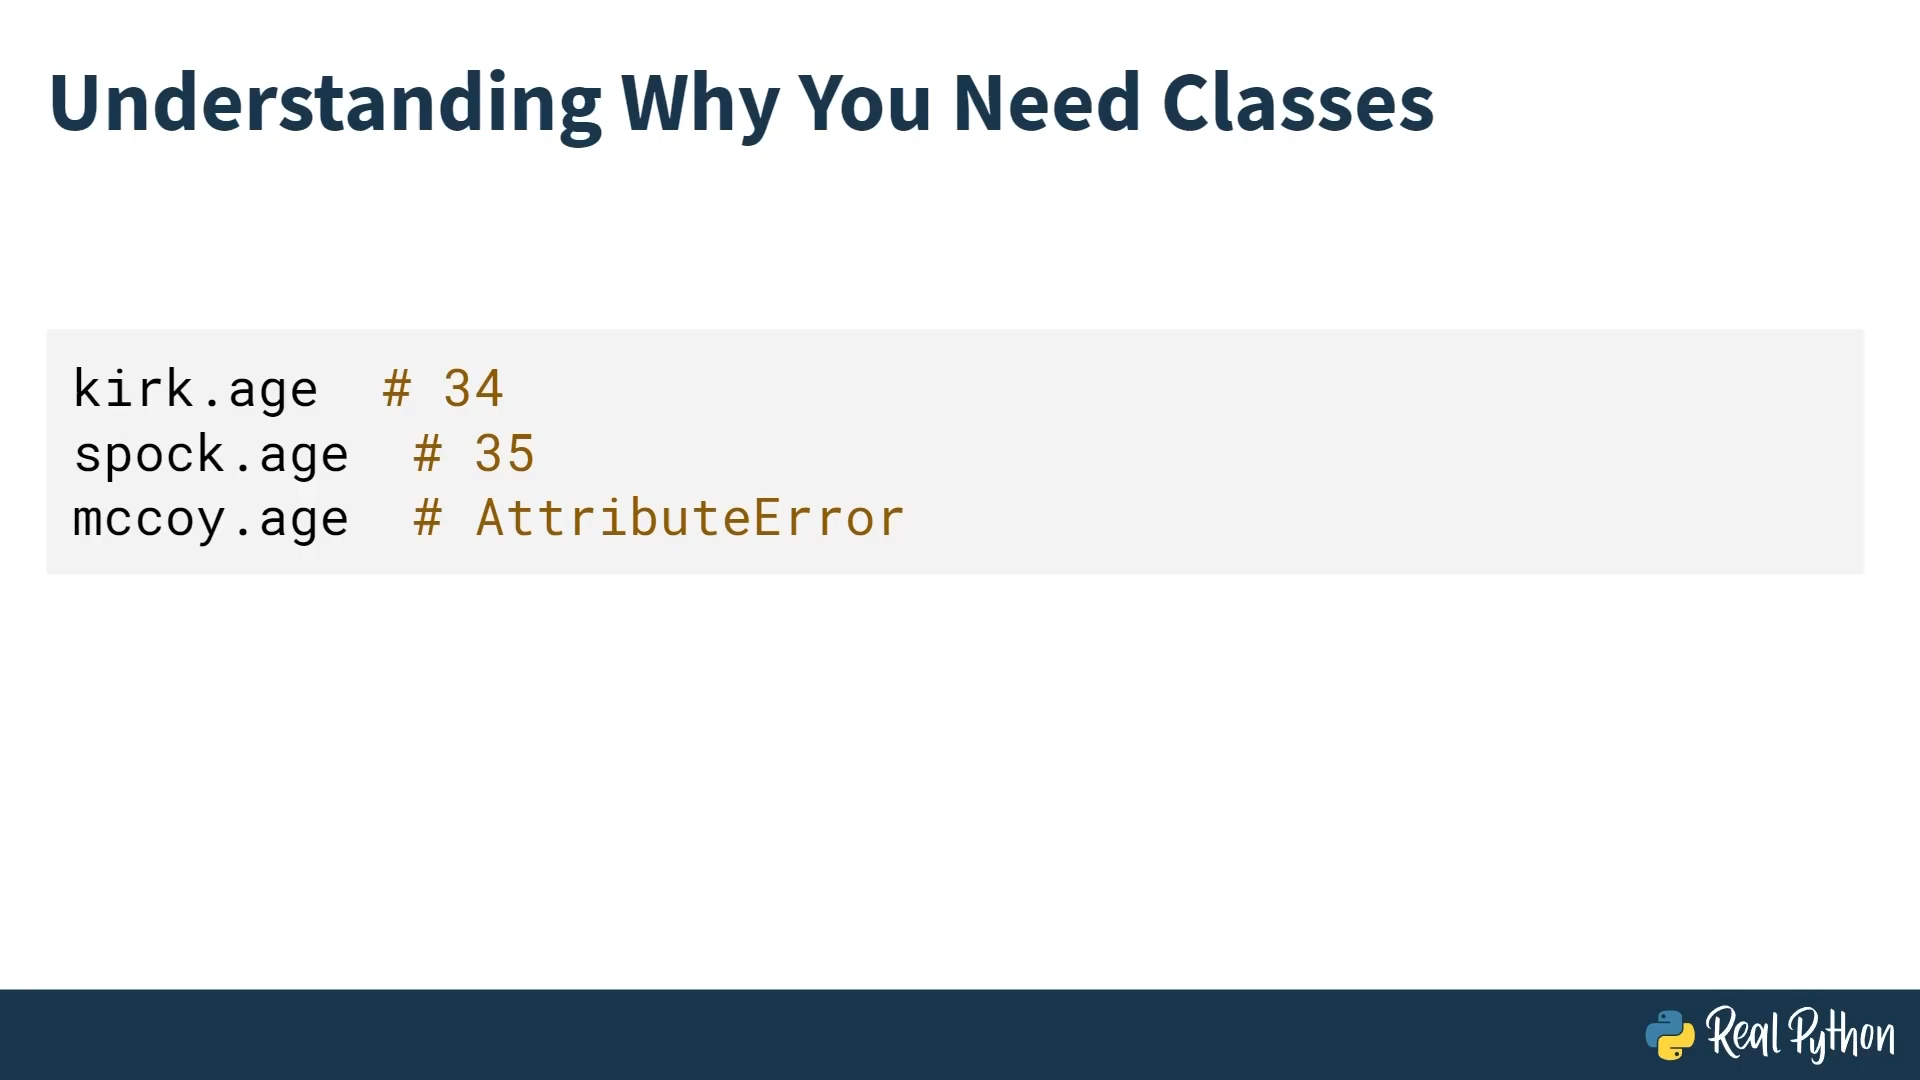 Understanding Why You Need Classes
kirk.age  # 34
spock.age  # 35
mccoy.age  # AttributeError
Real Python